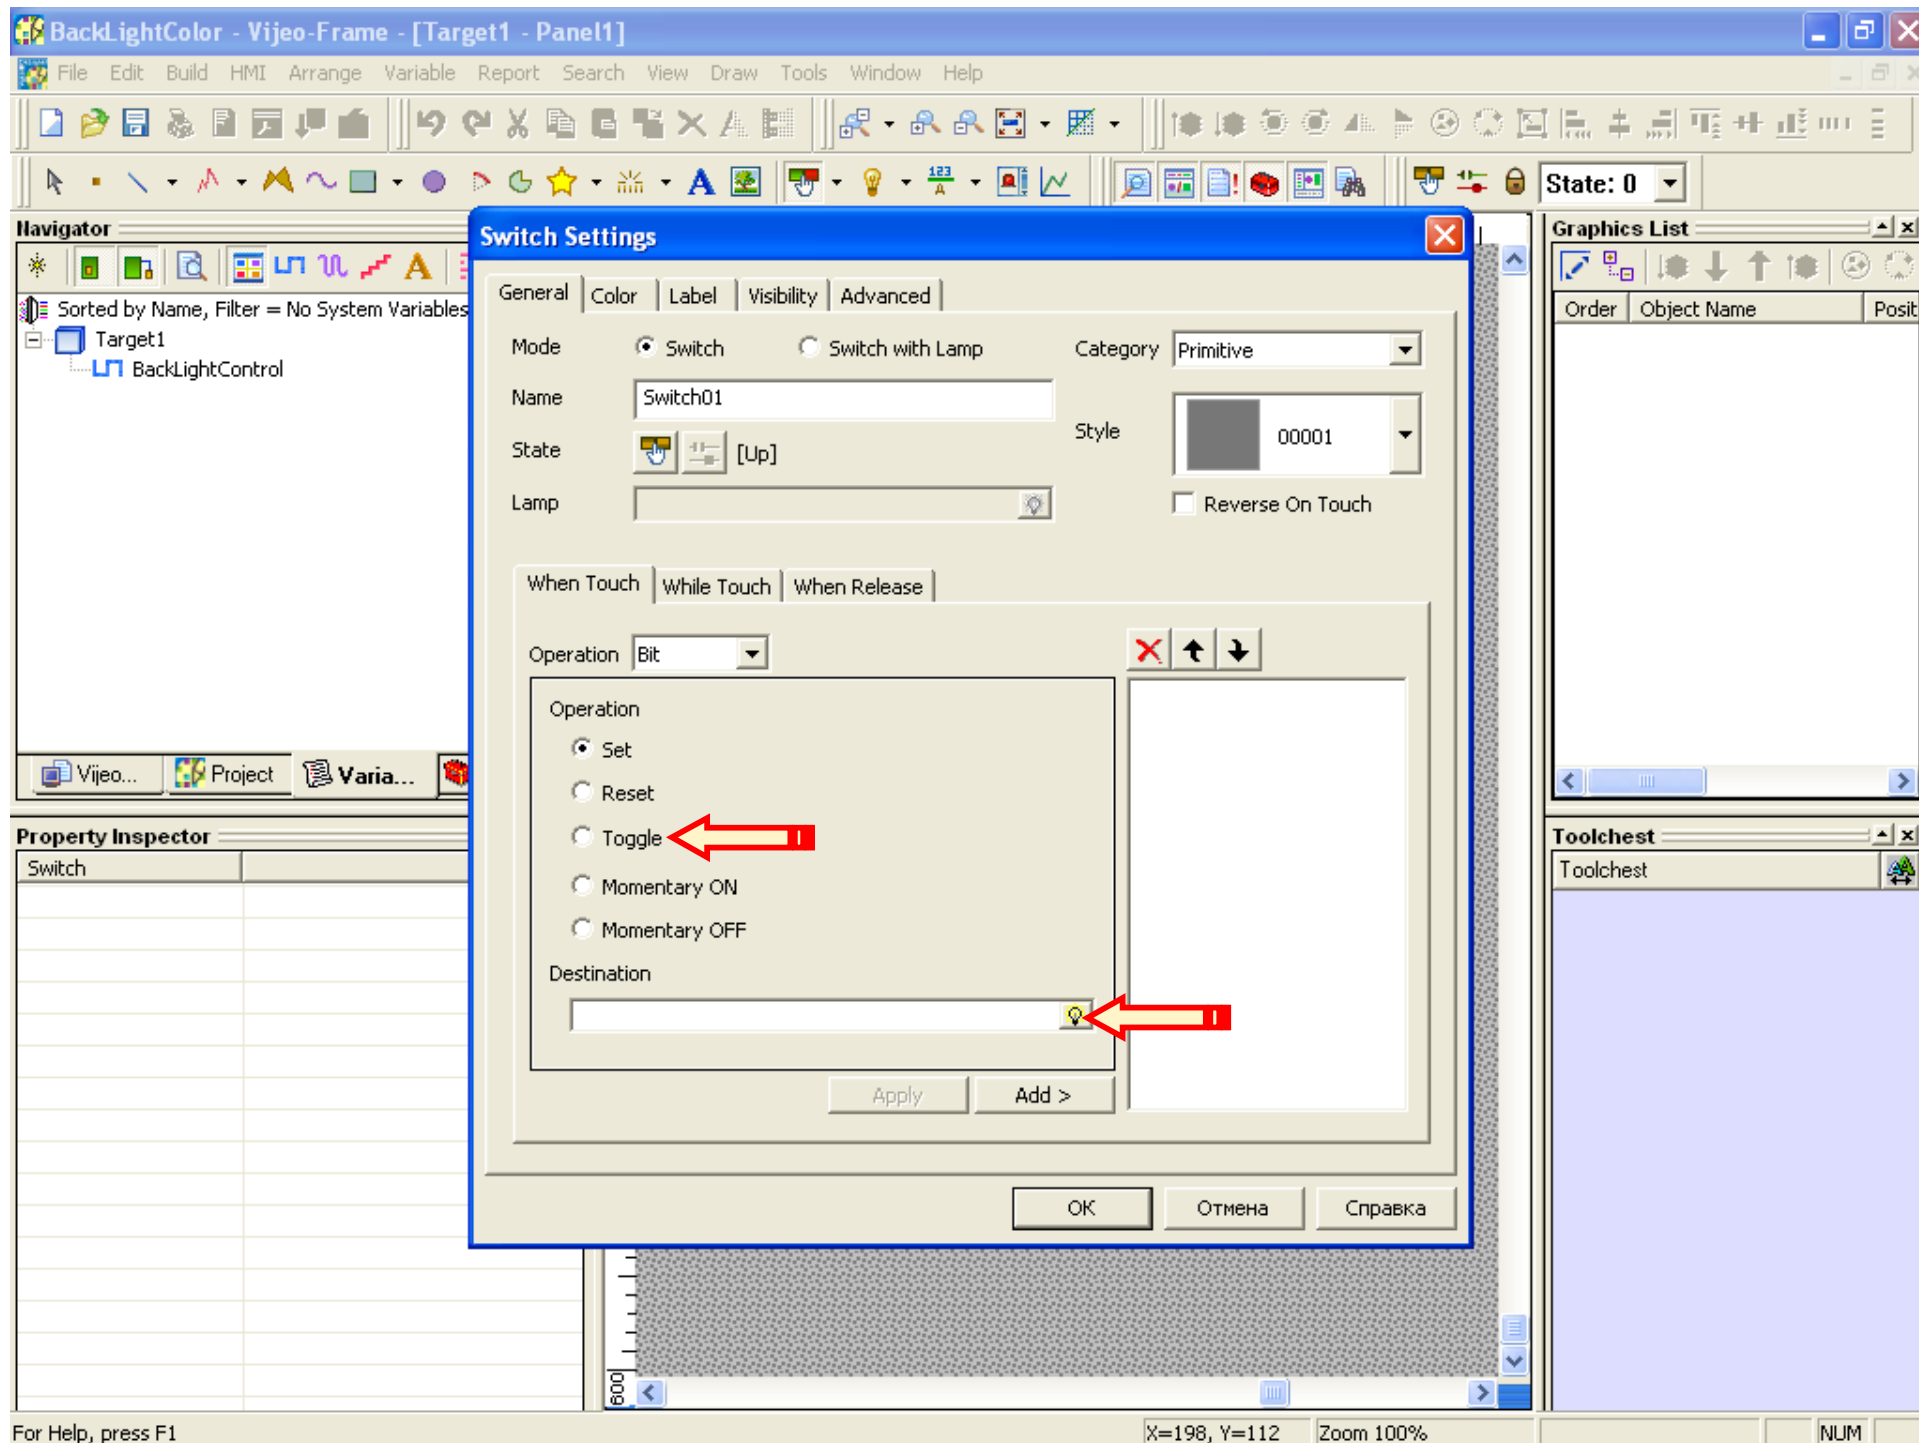 BackLightColor - Vijeo-Frame - [Target1 - Panel1]
File Edit Build HMI Arrange Variable Report Search View Draw Tools Window Help
State: 0
Navigator
Sorted by Name, Filter = No System Variables
Target1
BackLightControl
Vijeo... Project Varia...
Property Inspector
Switch
Switch Settings
General Color Label Visibility Advanced
Mode Switch Switch with Lamp Category Primitive
Name Switch01
Style 00001
State [Up]
Lamp
Reverse On Touch
When Touch While Touch When Release
Operation Bit
Operation
Set
Reset
Toggle
Momentary ON
Momentary OFF
Destination
Apply Add >
OK Отмена Справка
600
Graphics List
Order Object Name Posit
Toolchest
Toolchest
For Help, press F1 X=198, Y=112 Zoom 100% NUM